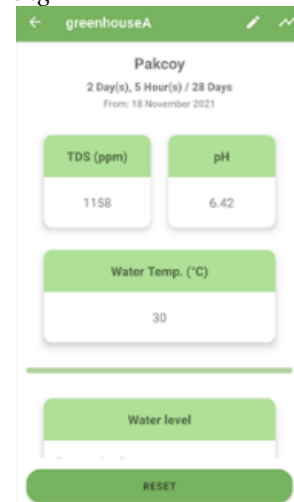 greenhouseA
Pakcoy
2 Day(s), 5 Hour(s) / 28 Days
From: 18 November 2021
TDS (ppm)
pH
1158
6.42
Water Temp. (°C)
30
Water level
RESET